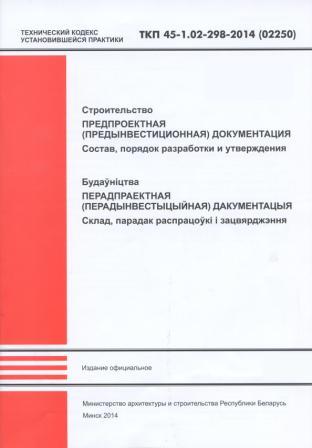 ТЕХНИЧЕСКИЙ КОДЕКС
УСТАНОВИВШЕЙСЯ ПРАКТИКИ
ТКП 45-1.02-298-2014 (02250)
Строительство
ПРЕДПРОЕКТНАЯ
(ПРЕДЫНВЕСТИЦИОННАЯ) ДОКУМЕНТАЦИЯ
Состав, порядок разработки и утверждения
Будаўніцтва
ПЕРАДПРАЕКТНАЯ
(ПЕРАДЫНВЕСТЫЦЫЙНАЯ) ДАКУМЕНТАЦЫЯ
Склад, парадак распрацоўкі і зацвярджэння
Издание официальное
Министерство архитектуры и строительства Республики Беларусь
Минск 2014